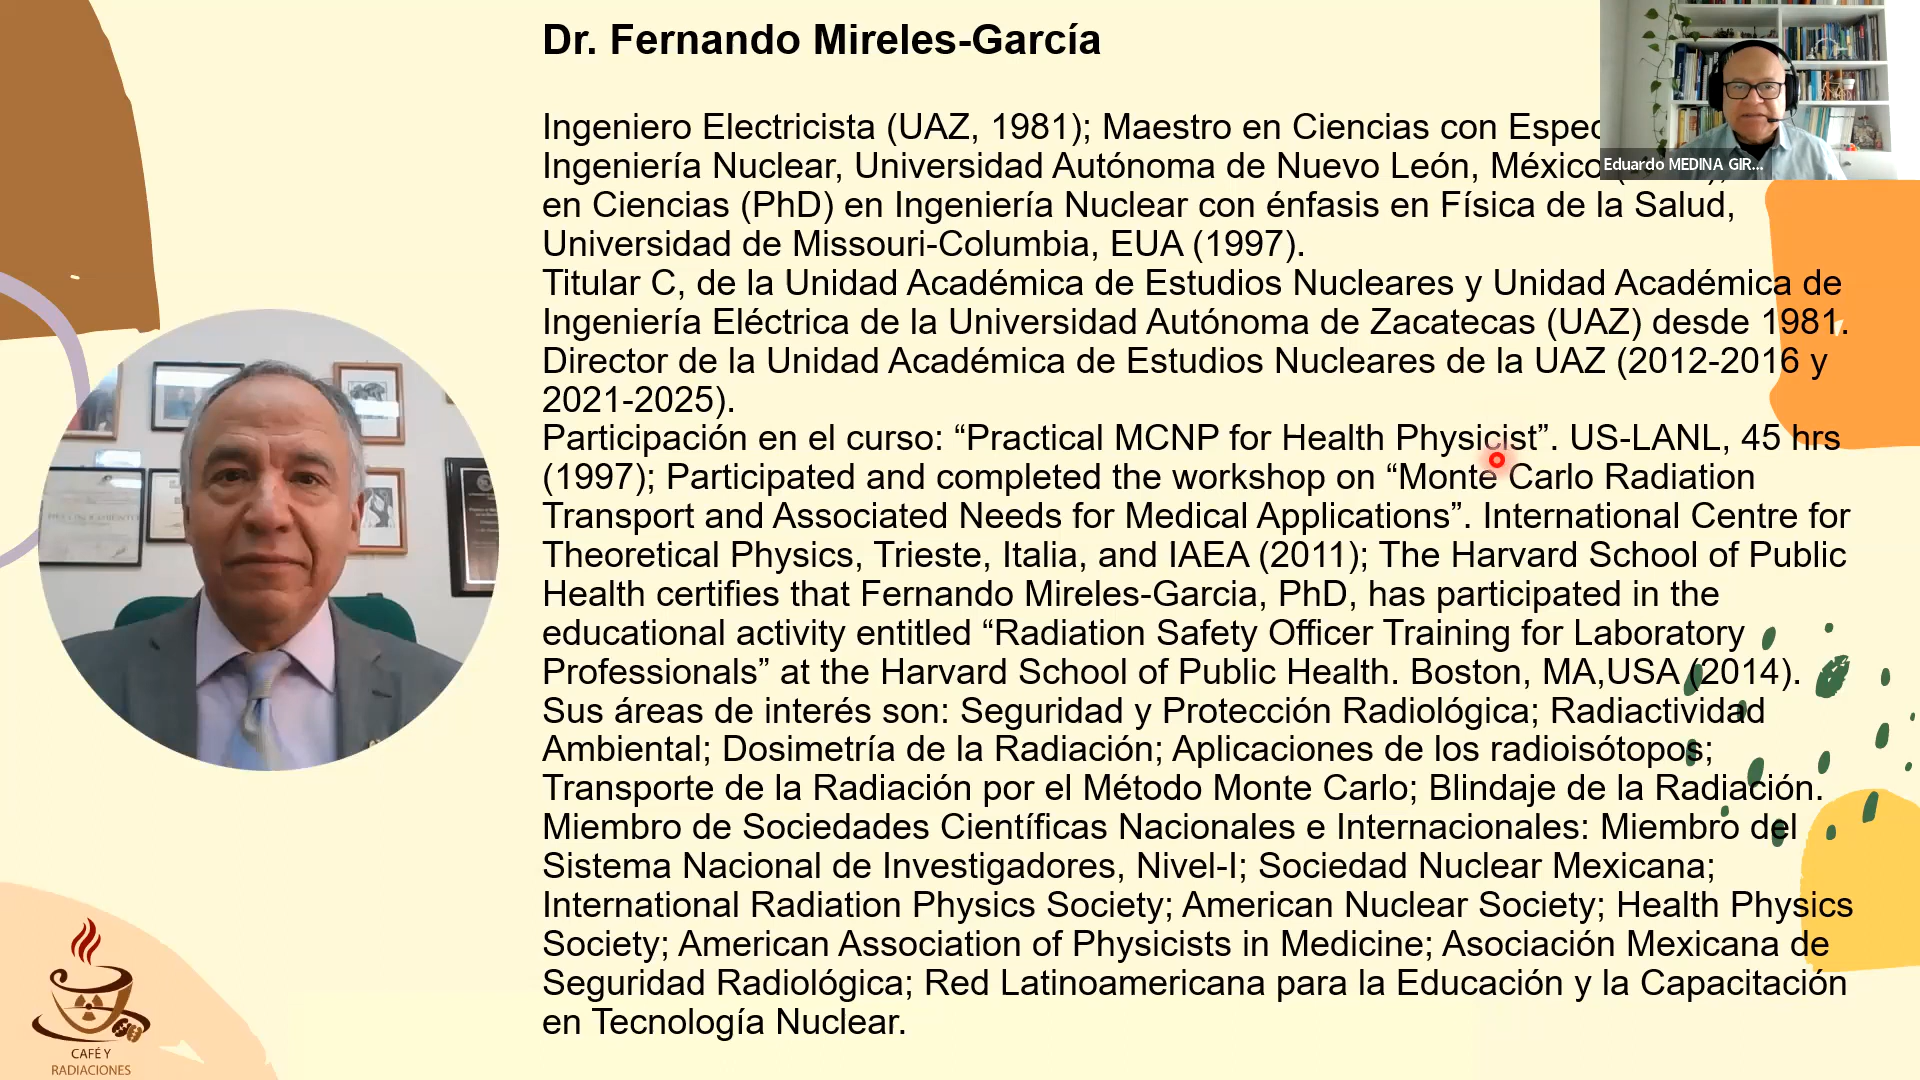 Dr. Fernando Mireles-García
Ingeniero Electricista (UAZ, 1981); Maestro en Ciencias con
Ingeniería Nuclear, Universidad Autónoma de Nuevo León, México
en Ciencias (PhD) en Ingeniería Nuclear con énfasis en Física de la Salud,
Universidad de Missouri-Columbia, EUA (1997).
Titular C, de la Unidad Académica de Estudios Nucleares y Unidad Académica de
Ingeniería Eléctrica de la Universidad Autónoma de Zacatecas (UAZ) desde 1981.
Director de la Unidad Académica de Estudios Nucleares de la UAZ (2012-2016 y
2021-2025).
Participación en el curso: “Practical MCNP for Health Physicist”. US-LANL, 45 hrs
(1997); Participated and completed the workshop on “Monte Carlo Radiation
Transport and Associated Needs for Medical Applications”. International Centre for
Theoretical Physics, Trieste, Italia, and IAEA (2011); The Harvard School of Public
Health certifies that Fernando Mireles-Garcia, PhD, has participated in the
educational activity entitled “Radiation Safety Officer Training for Laboratory
Professionals” at the Harvard School of Public Health. Boston, MA,USA (2014).
Sus áreas de interés son: Seguridad y Protección Radiológica; Radiactividad
Ambiental; Dosimetría de la Radiación; Aplicaciones de los radioisótopos;
Transporte de la Radiación por el Método Monte Carlo; Blindaje de la Radiación.
Miembro de Sociedades Científicas Nacionales e Internacionales: Miembro del
Sistema Nacional de Investigadores, Nivel-I; Sociedad Nuclear Mexicana;
International Radiation Physics Society; American Nuclear Society; Health Physics
Society; American Association of Physicists in Medicine; Asociación Mexicana de
Seguridad Radiológica; Red Latinoamericana para la Educación y la Capacitación
en Tecnología Nuclear.
Eduardo MEDINA GIR...
CAFÉ Y
RADIACIONES